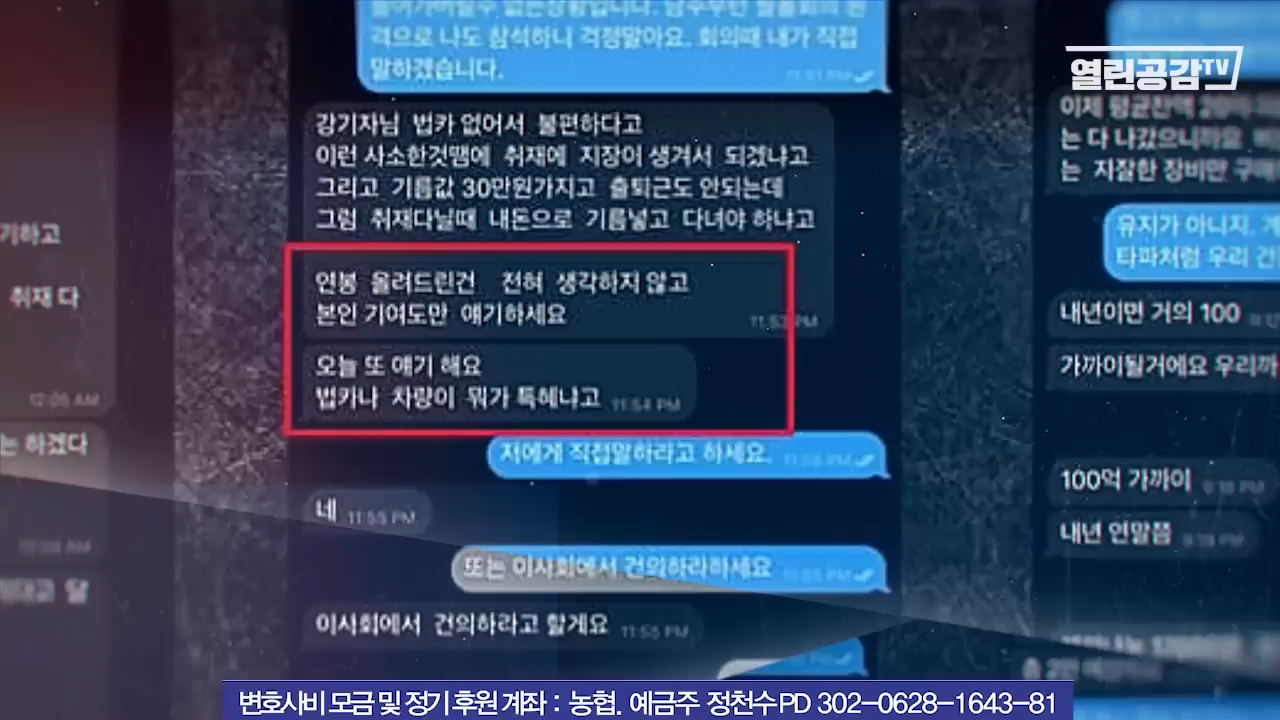 열린공감TV
격으로 나도 참석하니 걱정말아요. 회의때 내가 직접
말하겠습니다.
강기자님 법카 없어서 불편하다고
이런 사소한것땜에 취재에 지장이 생겨서 되겠냐고
그리고 기름값 30만원가지고 출퇴근도 안되는데
그럼 취재다닐때 내돈으로 기름넣고 다녀야 하냐고
연봉 올려드린건 전혀 생각하지 않고
본인 기여도만 얘기하세요
오늘 또 얘기 해요
법카나 차량이 뭐가 특혜냐고
11:54 PM
저에게 직접말하라고 하세요.
네
11:55 PM
또는 이사회에서 건의하라하세요
이사회에서 건의하라고 할게요
11:55 PM
기하고
취재 다
12:05 AM
는 하겠다
이제 평균잔액
는 다 나갔으니까요
는 지잘한 장비만 구매
유지가 아니지.
타파처럼 우리
내년이면 거의 100
가까이될거에요 우리까
100억 가까이
내년 연말쯤
변호사비 모금 및 정기 후원 계좌 : 농협. 예금주 정천수PD 302-0628-1643-81